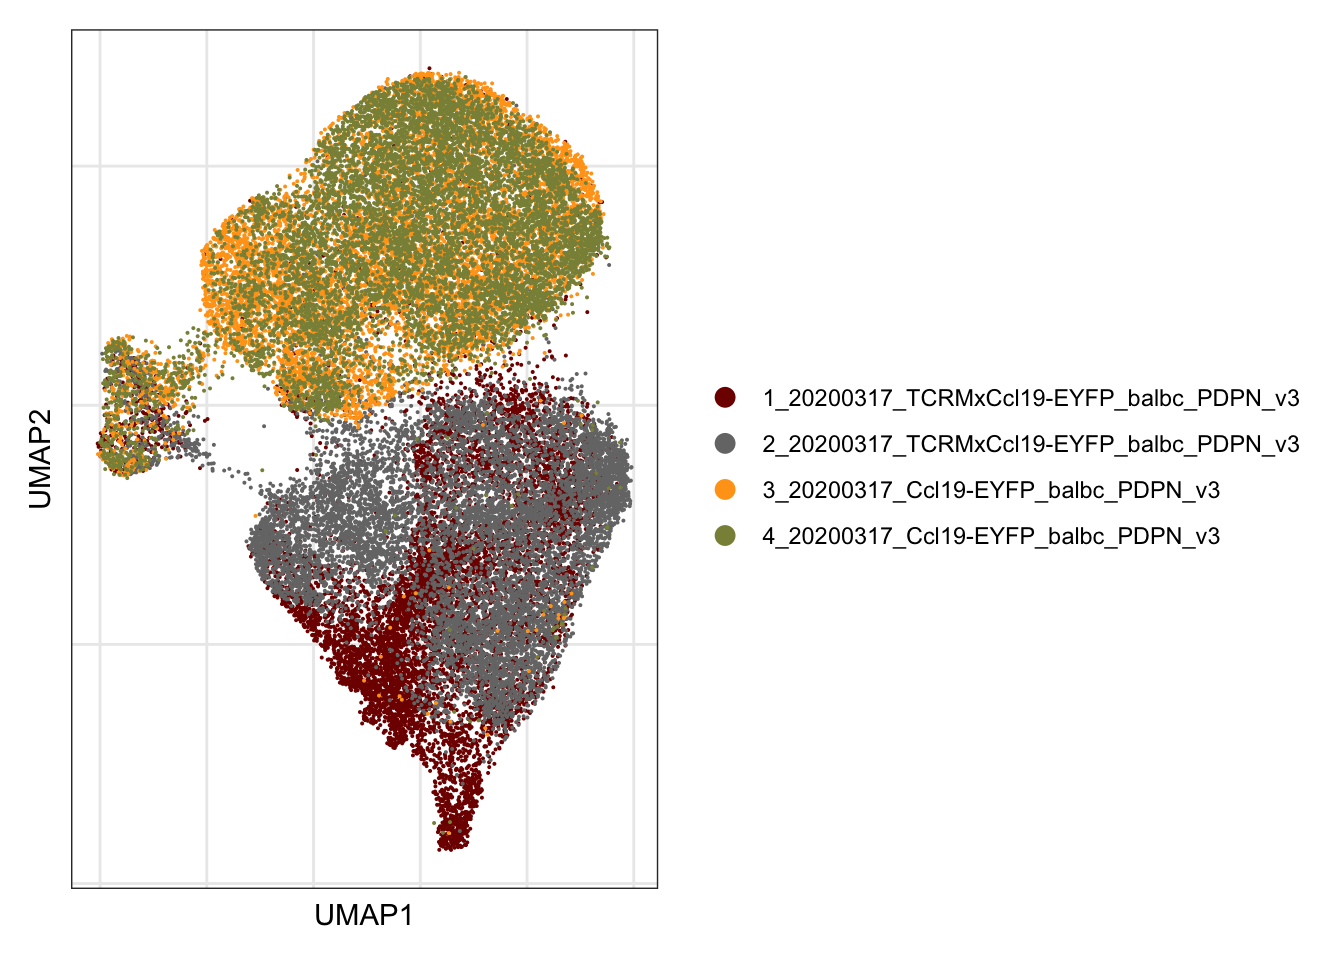 UMAP2
UMAP1
1_20200317_TCRMxCcl19-EYFP_balbc_PDPN_v3
2_20200317_TCRMxCcl19-EYFP_balbc_PDPN_v3
3_20200317_Ccl19-EYFP_balbc_PDPN_v3
4_20200317_Ccl19-EYFP_balbc_PDPN_v3